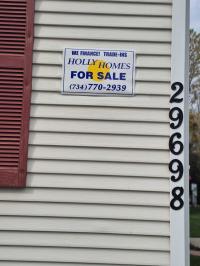 WE FINANCE! TRADE-INS
HOLLY HOMES
FOR SALE
(734) 770-2939
29698